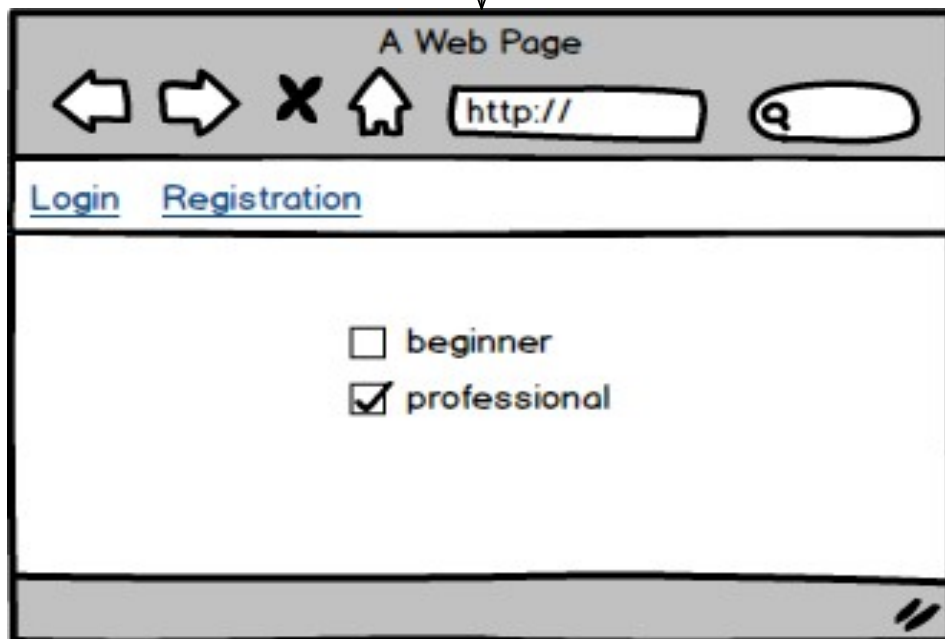 A Web Page
http://
Login Registration
beginner
professional